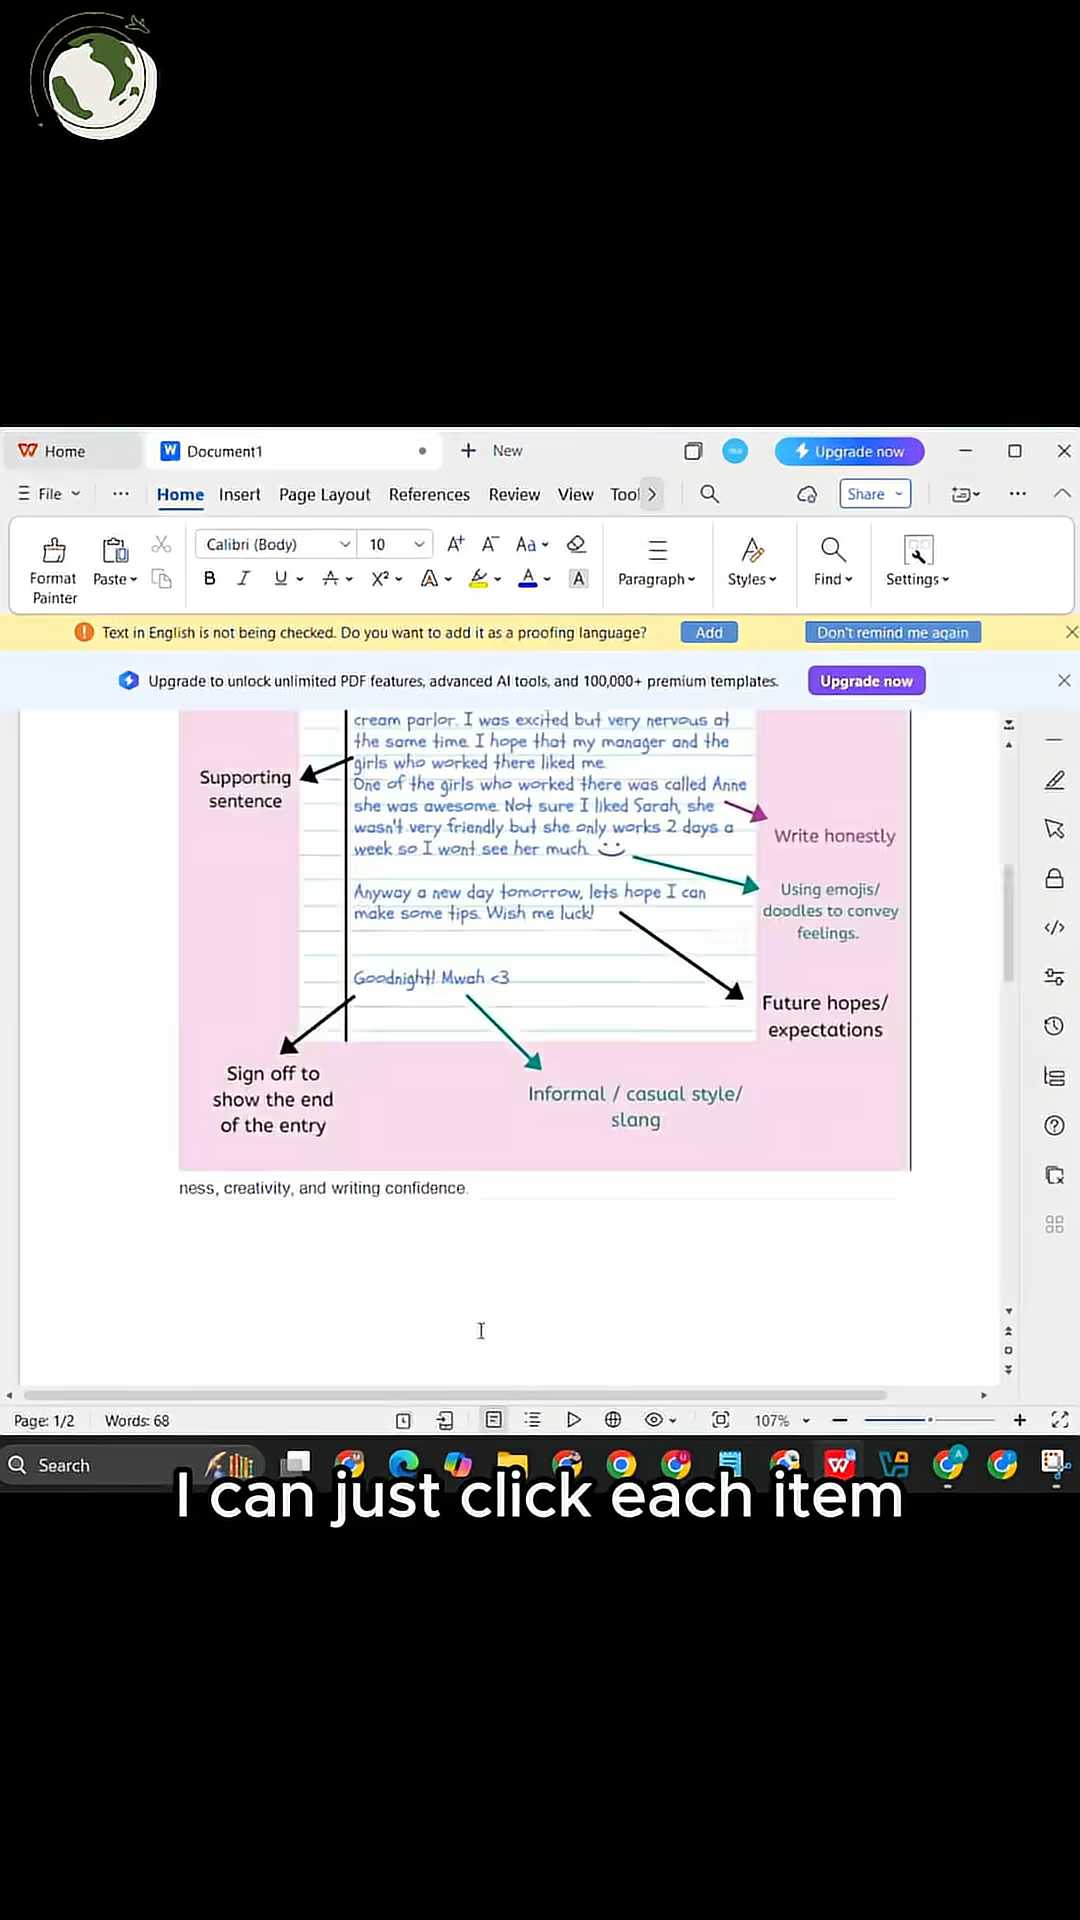 Home
Document1
New
Upgrade now
File
Home Insert Page Layout References Review View Tool
Share
Calibri (Body)
10
Format
Painter
Paste
Paragraph
Styles
Find
Settings
Text in English is not being checked. Do you want to add it as a proofing language?
Add
Don't remind me again
Upgrade to unlock unlimited PDF features, advanced AI tools, and 100,000+ premium templates.
Upgrade now
cream parlor. I was excited but very nervous at
the same time. I hope that my manager and the
girls who worked there liked me.
One of the girls who worked there was called Anne
she was awesome. Not sure I liked Sarah, she
wasn't very friendly but she only works 2 days a
week so I wont see her much.
Anyway a new day tomorrow, lets hope I can
make some tips. Wish me luck!
Goodnight! Mwah <3
Supporting
sentence
Write honestly
Using emojis/
doodles to convey
feelings.
Future hopes/
expectations
Sign off to
show the end
of the entry
Informal / casual style/
slang
ness, creativity, and writing confidence.
Page: 1/2
Words: 68
107%
Search
I can just click each item